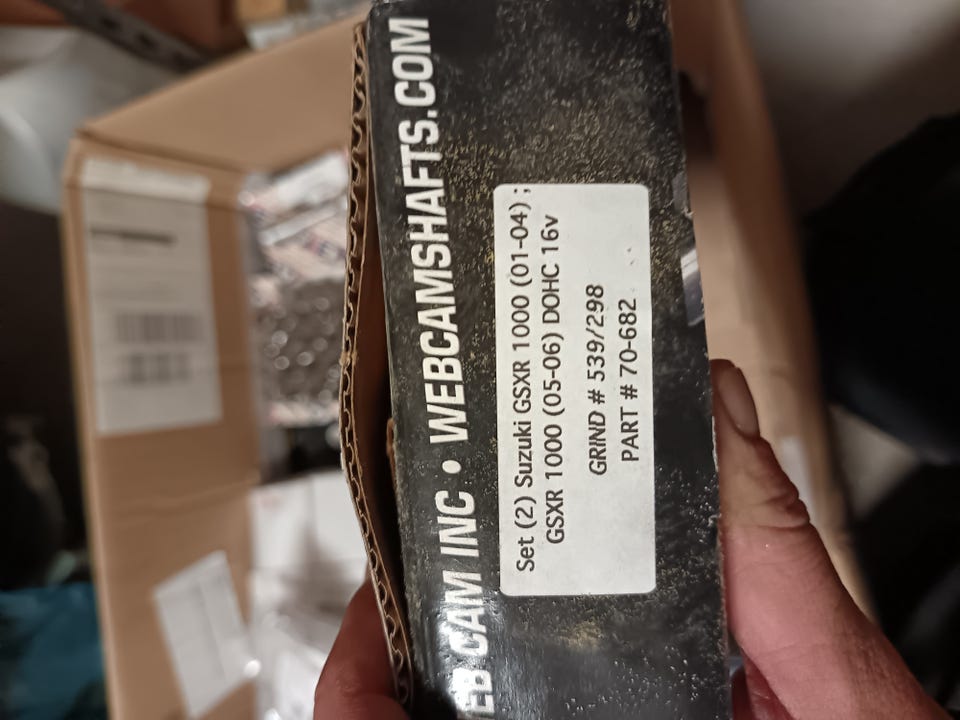 WEB CAM INC • WEBCAMSHAFTS.COM
Set (2) Suzuki GSXR 1000 (01-04) ;
GSXR 1000 (05-06) DOHC 16v
GRIND # 539/298
PART # 70-682